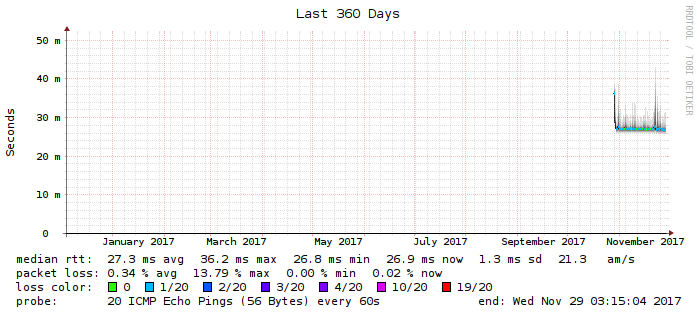 Last 360 Days
RRDTOOL / TOBI OETIKER
Seconds
50 m
40 m
30 m
20 m
10 m
0
January 2017 March 2017 May 2017 July 2017 September 2017 November 2017
median rtt: 27.3 ms avg 36.2 ms max 26.8 ms min 26.9 ms now 1.3 ms sd 21.3 am/s
packet loss: 0.34 % avg 13.79 % max 0.00 % min 0.02 % now
loss color: 0 1/20 2/20 3/20 4/20 10/20 19/20
probe: 20 ICMP Echo Pings (56 Bytes) every 60s end: Wed Nov 29 03:15:04 2017